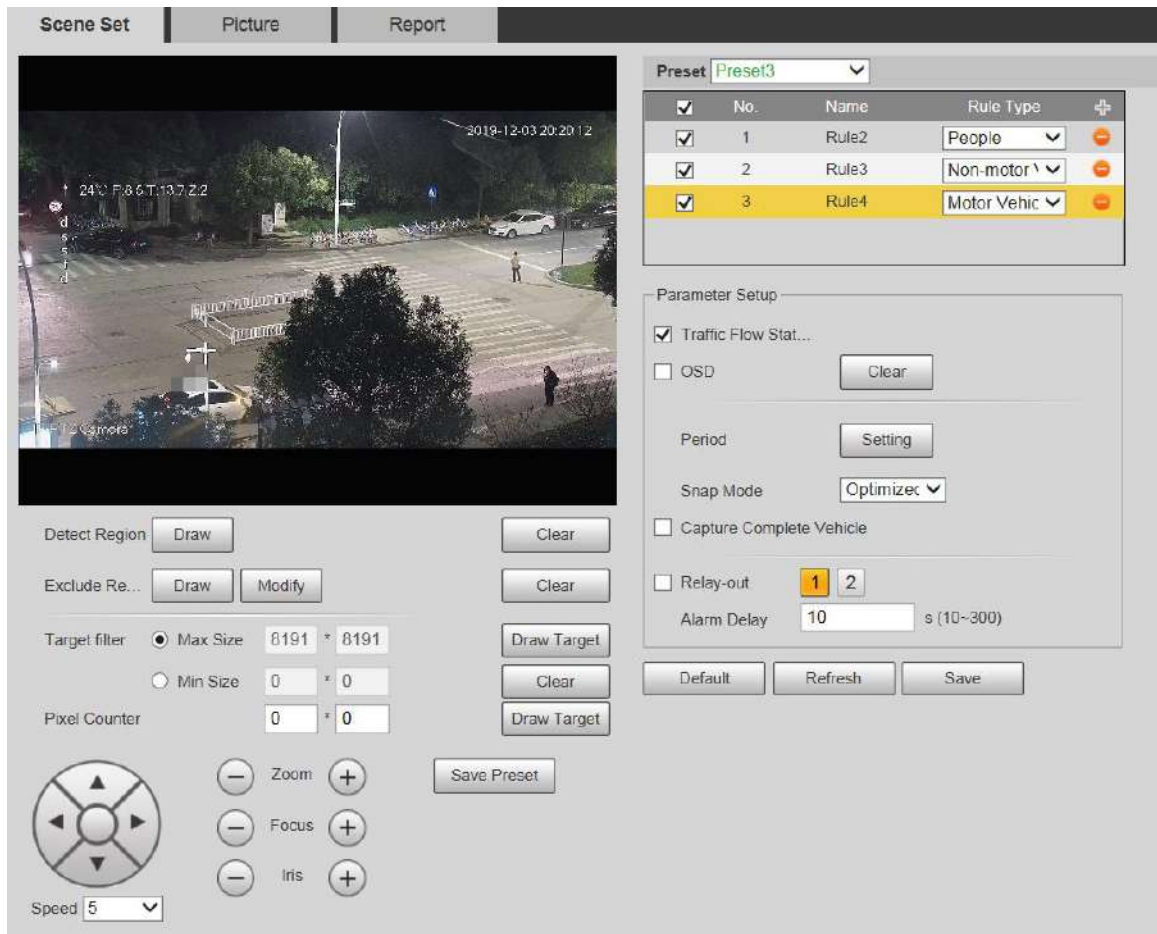 Scene Set Picture Report
Preset Preset3
No. Name Rule Type
1 Rule2 People
2 Rule3 Non-motor
3 Rule4 Motor Vehic
2019-12-03 20:20:12
d
s
s
f
d
Camera
Parameter Setup
Traffic Flow Stat...
OSD Clear
Period Setting
Snap Mode Optimized
Capture Complete Vehicle
Relay-out 1 2
Alarm Delay 10 s (10~300)
Default Refresh Save
Detect Region Draw Clear
Exclude Re... Draw Modify Clear
Target filter Max Size 8191 * 8191 Draw Target
Min Size 0 * 0 Clear
Pixel Counter 0 * 0 Draw Target
Zoom Save Preset
Focus
Iris
Speed 5